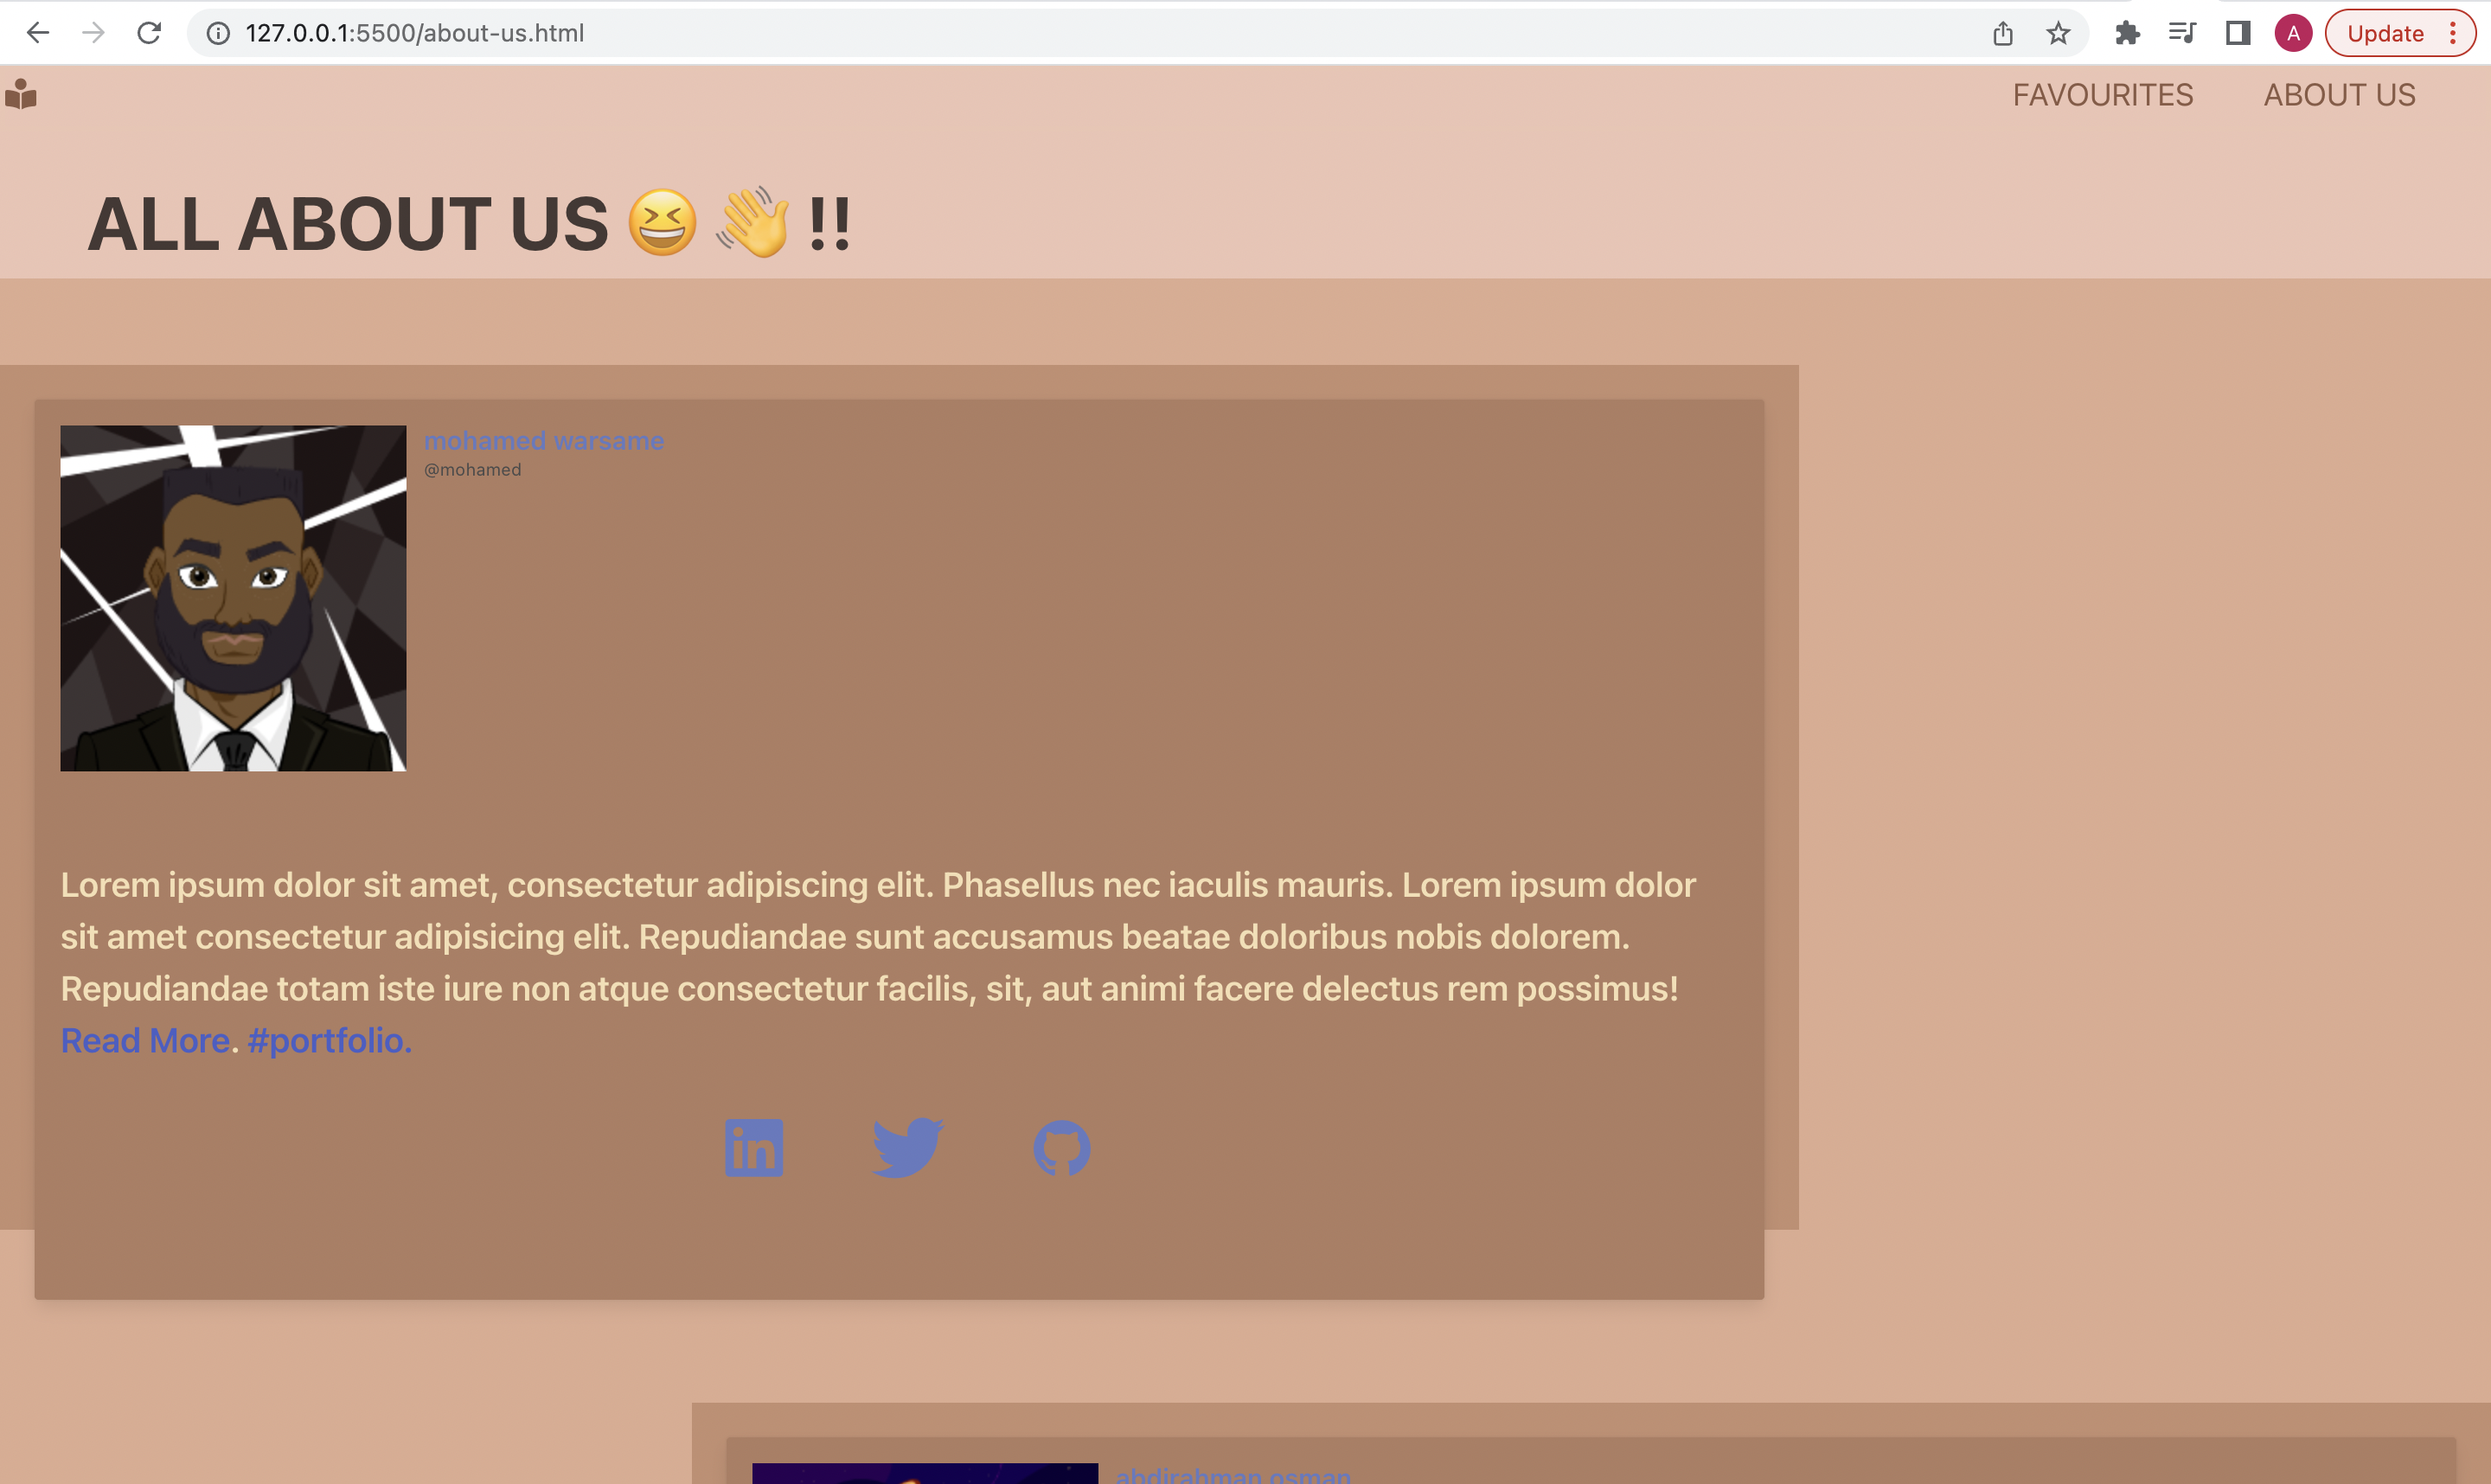 127.0.0.1:5500/about-us.html
A
Update
FAVOURITES ABOUT US
ALL ABOUT US 😆 👋 !!
mohamed warsame
@mohamed
Lorem ipsum dolor sit amet, consectetur adipiscing elit. Phasellus nec iaculis mauris. Lorem ipsum dolor
sit amet consectetur adipisicing elit. Repudiandae sunt accusamus beatae doloribus nobis dolorem.
Repudiandae totam iste iure non atque consectetur facilis, sit, aut animi facere delectus rem possimus!
Read More. #portfolio.
in
abdirahman osman